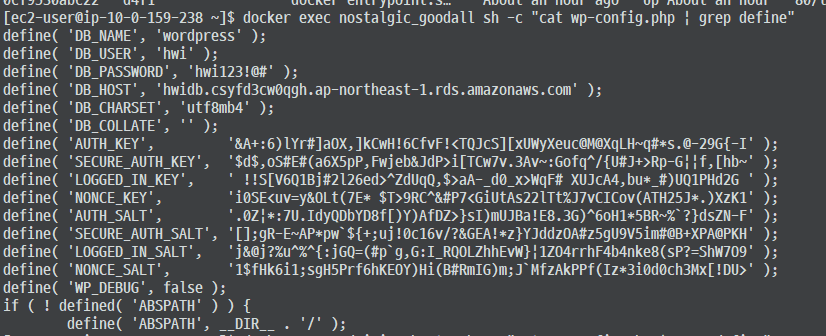 docker entrypoint.s… About an hour ago Up About an hour 80/
[ec2-user@ip-10-0-159-238 ~]$ docker exec nostalgic_goodall sh -c "cat wp-config.php | grep define"
define( 'DB_NAME', 'wordpress' );
define( 'DB_USER', 'hwi' );
define( 'DB_PASSWORD', 'hwi123!@#' );
define( 'DB_HOST', 'hwidb.csyfd3cw0qgh.ap-northeast-1.rds.amazonaws.com' );
define( 'DB_CHARSET', 'utf8mb4' );
define( 'DB_COLLATE', '' );
define( 'AUTH_KEY',         '&A+:6)lYr#]aOX,]kCwH!6CfvF!<TQJcS][xUWyXeuc@M@XqLH~q#*s.@-29G{-I' );
define( 'SECURE_AUTH_KEY',  '$d$,oS#E#(a6X5pP,Fwjeb&JdP>i[TCw7v.3Av~:Gofq^/{U#J+>Rp-G¦¦f,[hb~' );
define( 'LOGGED_IN_KEY',    ' !!S[V6Q1Bj#2l26ed>^ZdUqQ,$>aA-_d0_x>WqF# XUJcA4,bu*_#)UQ1PHd2G ' );
define( 'NONCE_KEY',        'i0SE<uv=y&OLt(7E* $T>9RC^&#P7<GiUtAs22lTt%J7vCICov(ATH25J*.)XzK1' );
define( 'AUTH_SALT',        '.0Z¦*:7U.IdyQDbYD8f[)Y)AfDZ>}sI)mUJBa!E8.3G)^6oH1*5BR~%`?}dsZN-F' );
define( 'SECURE_AUTH_SALT', '[];gR-E~AP*pw`${+;uj!0c16v/?&GEA!*z}YJddzOA#z5gU9V5im#@B+XPA@PKH' );
define( 'LOGGED_IN_SALT',   'j&@j?%u^%^{:jGQ=(#p`g,G:I_RQOLZhhEvW}¦1ZO4rrhF4b4nke8(sP?=ShW7O9' );
define( 'NONCE_SALT',       '1$fHk6i1;sgH5Prf6hKEOY)Hi(B#RmIG)m;J`MfzAkPPf(Iz*3i0d0ch3Mx[!DU>' );
define( 'WP_DEBUG', false );
if ( ! defined( 'ABSPATH' ) ) {
        define( 'ABSPATH', __DIR__ . '/' );